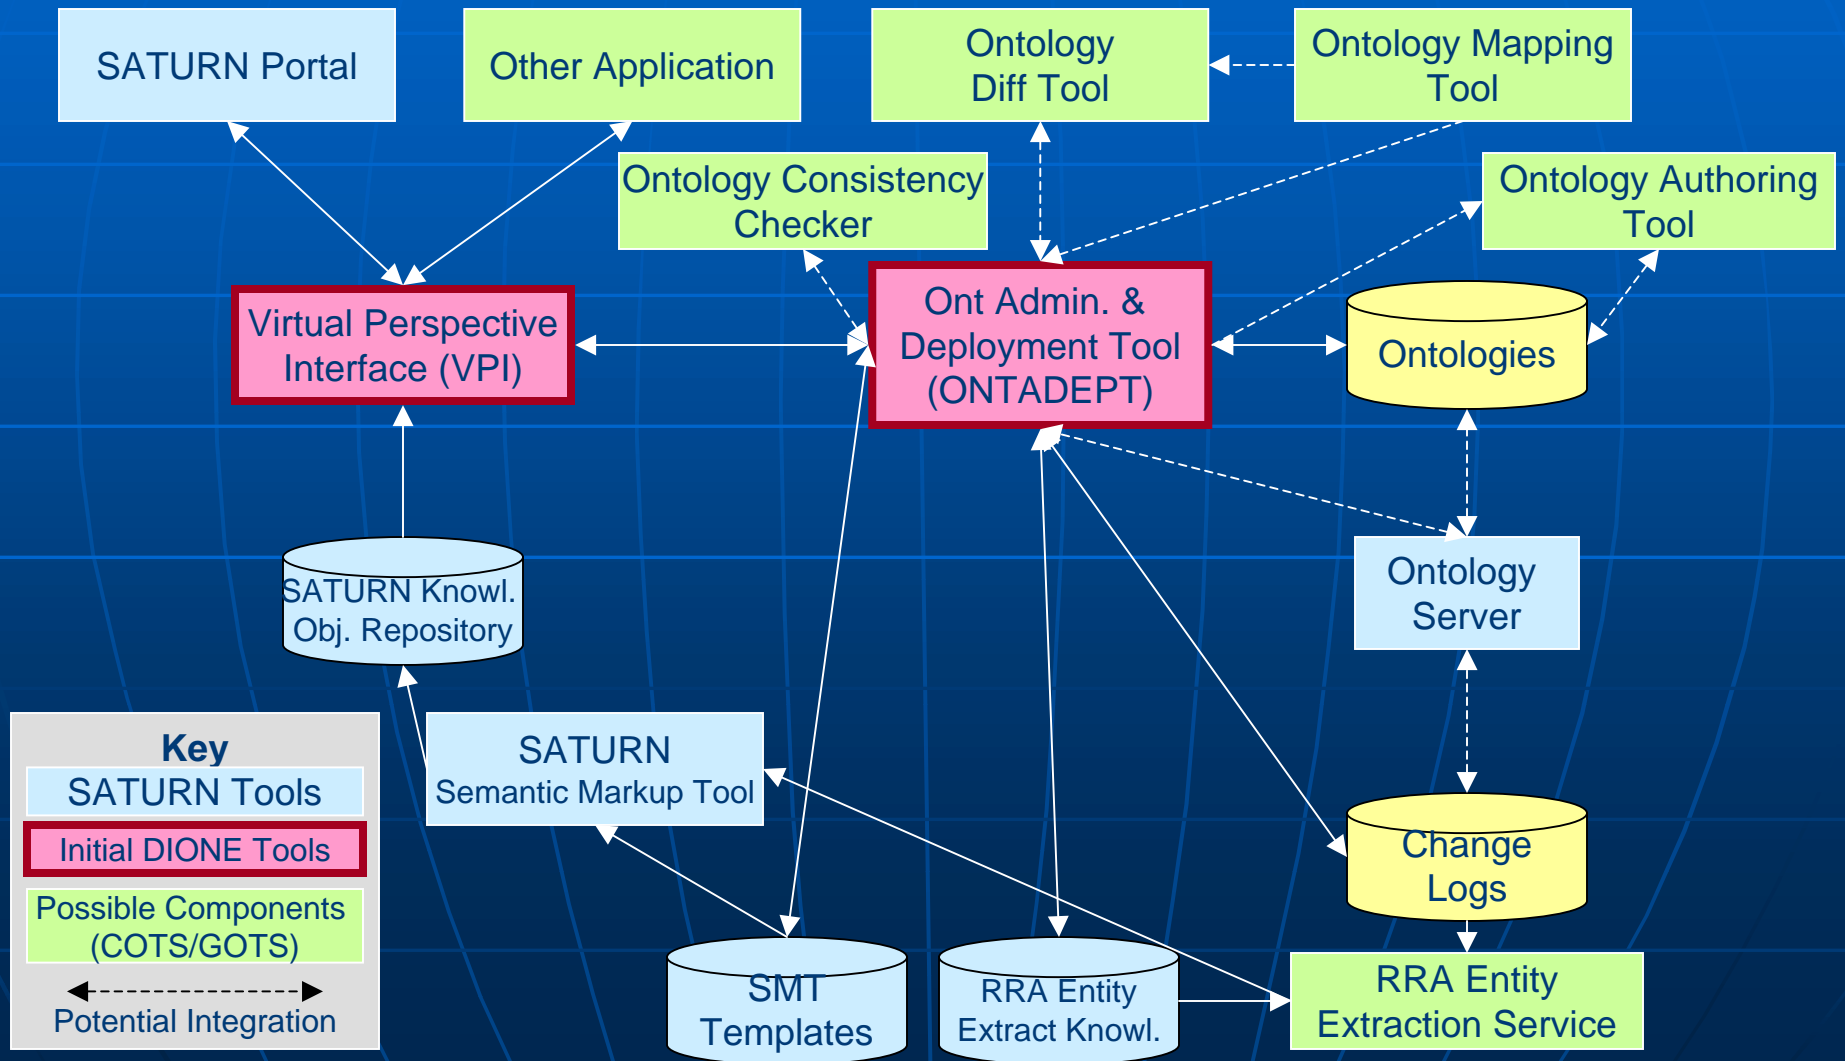 SATURN Portal
Other Application
Ontology
Diff Tool
Ontology Mapping
Tool
Ontology Consistency
Checker
Ontology Authoring
Tool
Virtual Perspective
Interface (VPI)
Ont Admin. &
Deployment Tool
(ONTADEPT)
Ontologies
SATURN Knowl.
Obj. Repository
Ontology
Server
Key
SATURN Tools
Initial DIONE Tools
Possible Components
(COTS/GOTS)
Potential Integration
SATURN
Semantic Markup Tool
Change
Logs
SMT
Templates
RRA Entity
Extract Knowl.
RRA Entity
Extraction Service